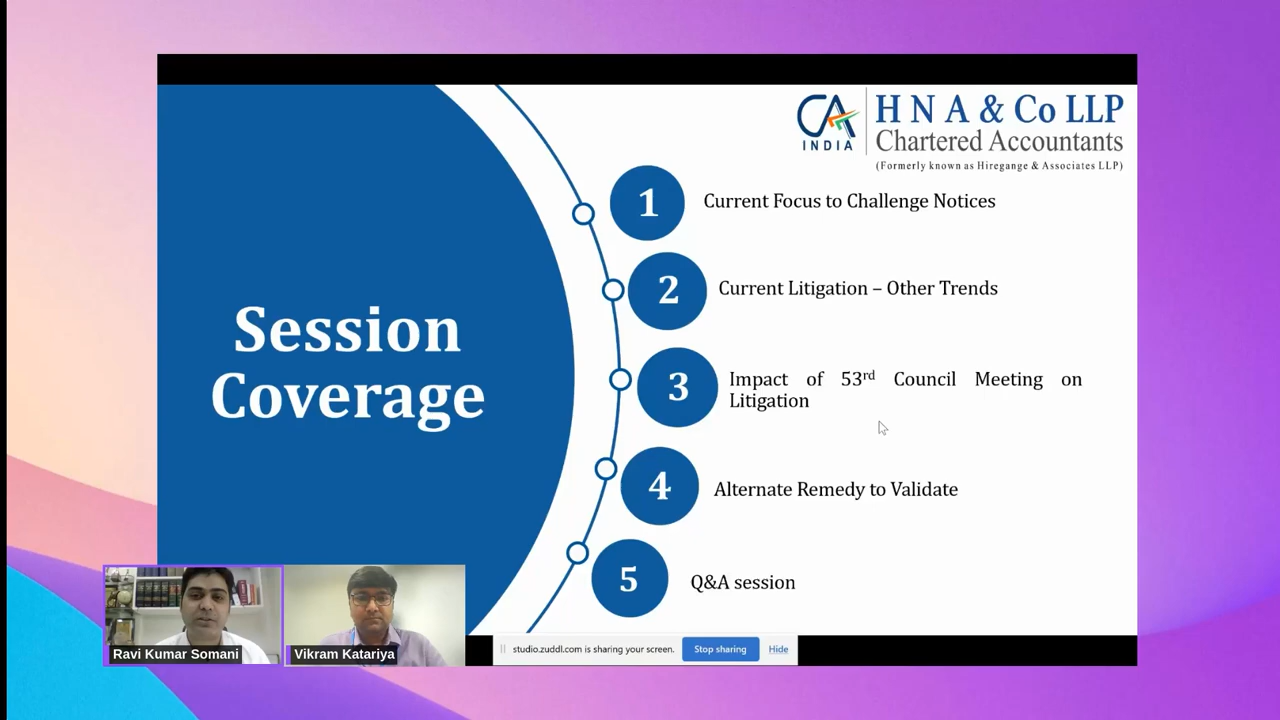 CA
INDIA
H N A & Co LLP
Chartered Accountants
(Formerly known as Hiregange & Associates LLP)
Session
Coverage
1
Current Focus to Challenge Notices
2
Current Litigation – Other Trends
3
Impact of 53rd Council Meeting on
Litigation
4
Alternate Remedy to Validate
5
Q&A session
Ravi Kumar Somani
Vikram Katariya
studio.zuddl.com is sharing your screen.
Stop sharing
Hide